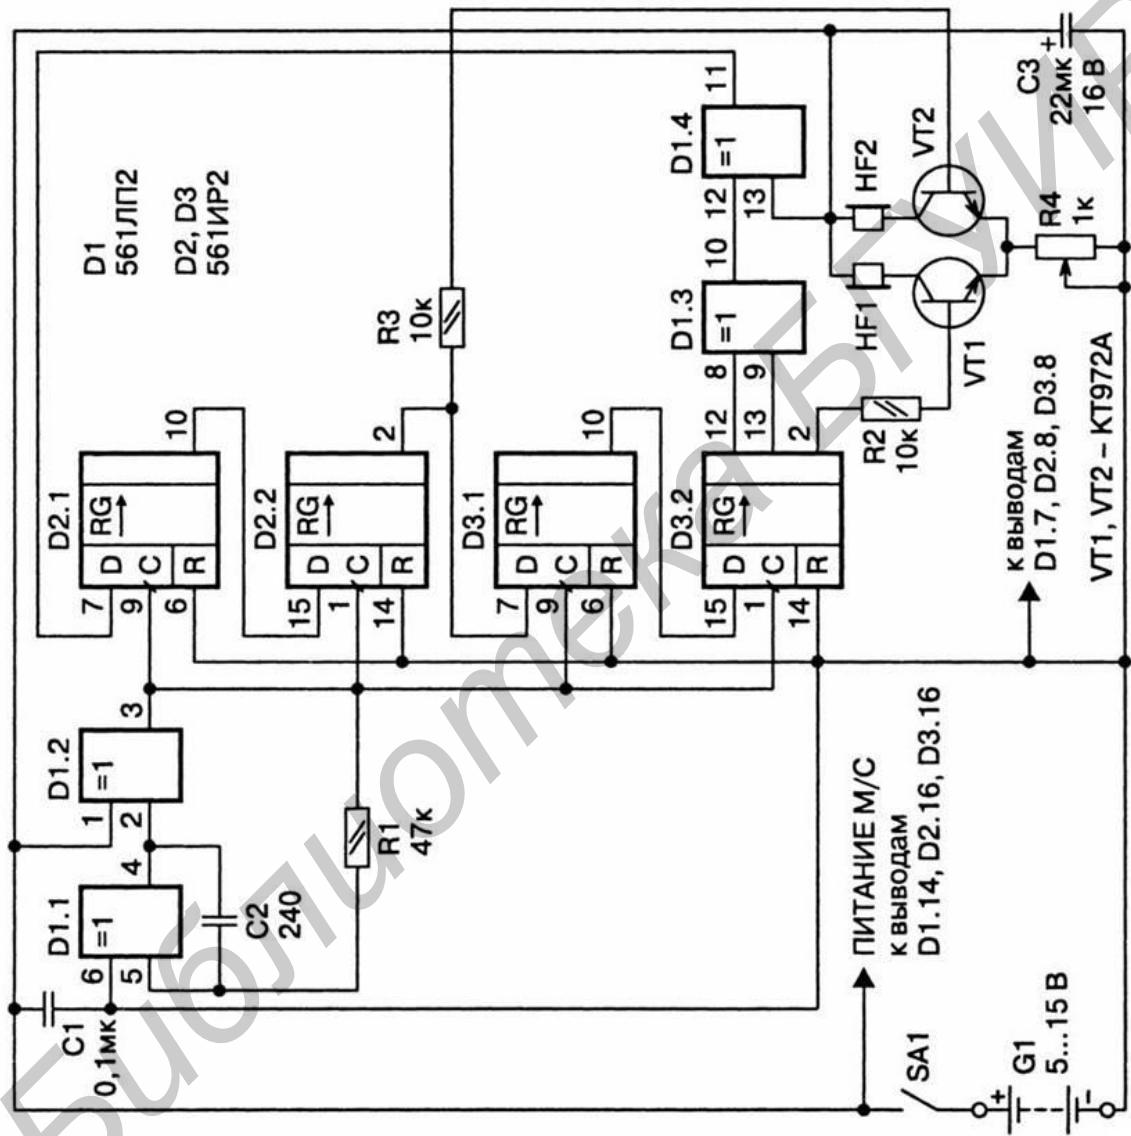 D1
561ЛП2
D2, D3
561ИР2
C1
0,1мк
D1.1
=1
6
5
4
D1.2
=1
1
2
3
C2
240
R1
47к
D2.1
RG
D
C
R
7
9
6
10
D2.2
RG
D
C
R
15
1
14
2
D3.1
RG
D
C
R
7
9
6
10
D3.2
RG
D
C
R
15
1
14
12
13
2
R3
10к
R2
10к
D1.3
=1
8
9
10
D1.4
=1
12
13
11
HF1
HF2
VT1
VT2
R4
1к
C3
+
22мк
16 В
SA1
G1
5...15 В
+
-
ПИТАНИЕ М/С
к выводам
D1.14, D2.16, D3.16
к выводам
D1.7, D2.8, D3.8
VT1, VT2 – КТ972А
Библиотека БГУИР